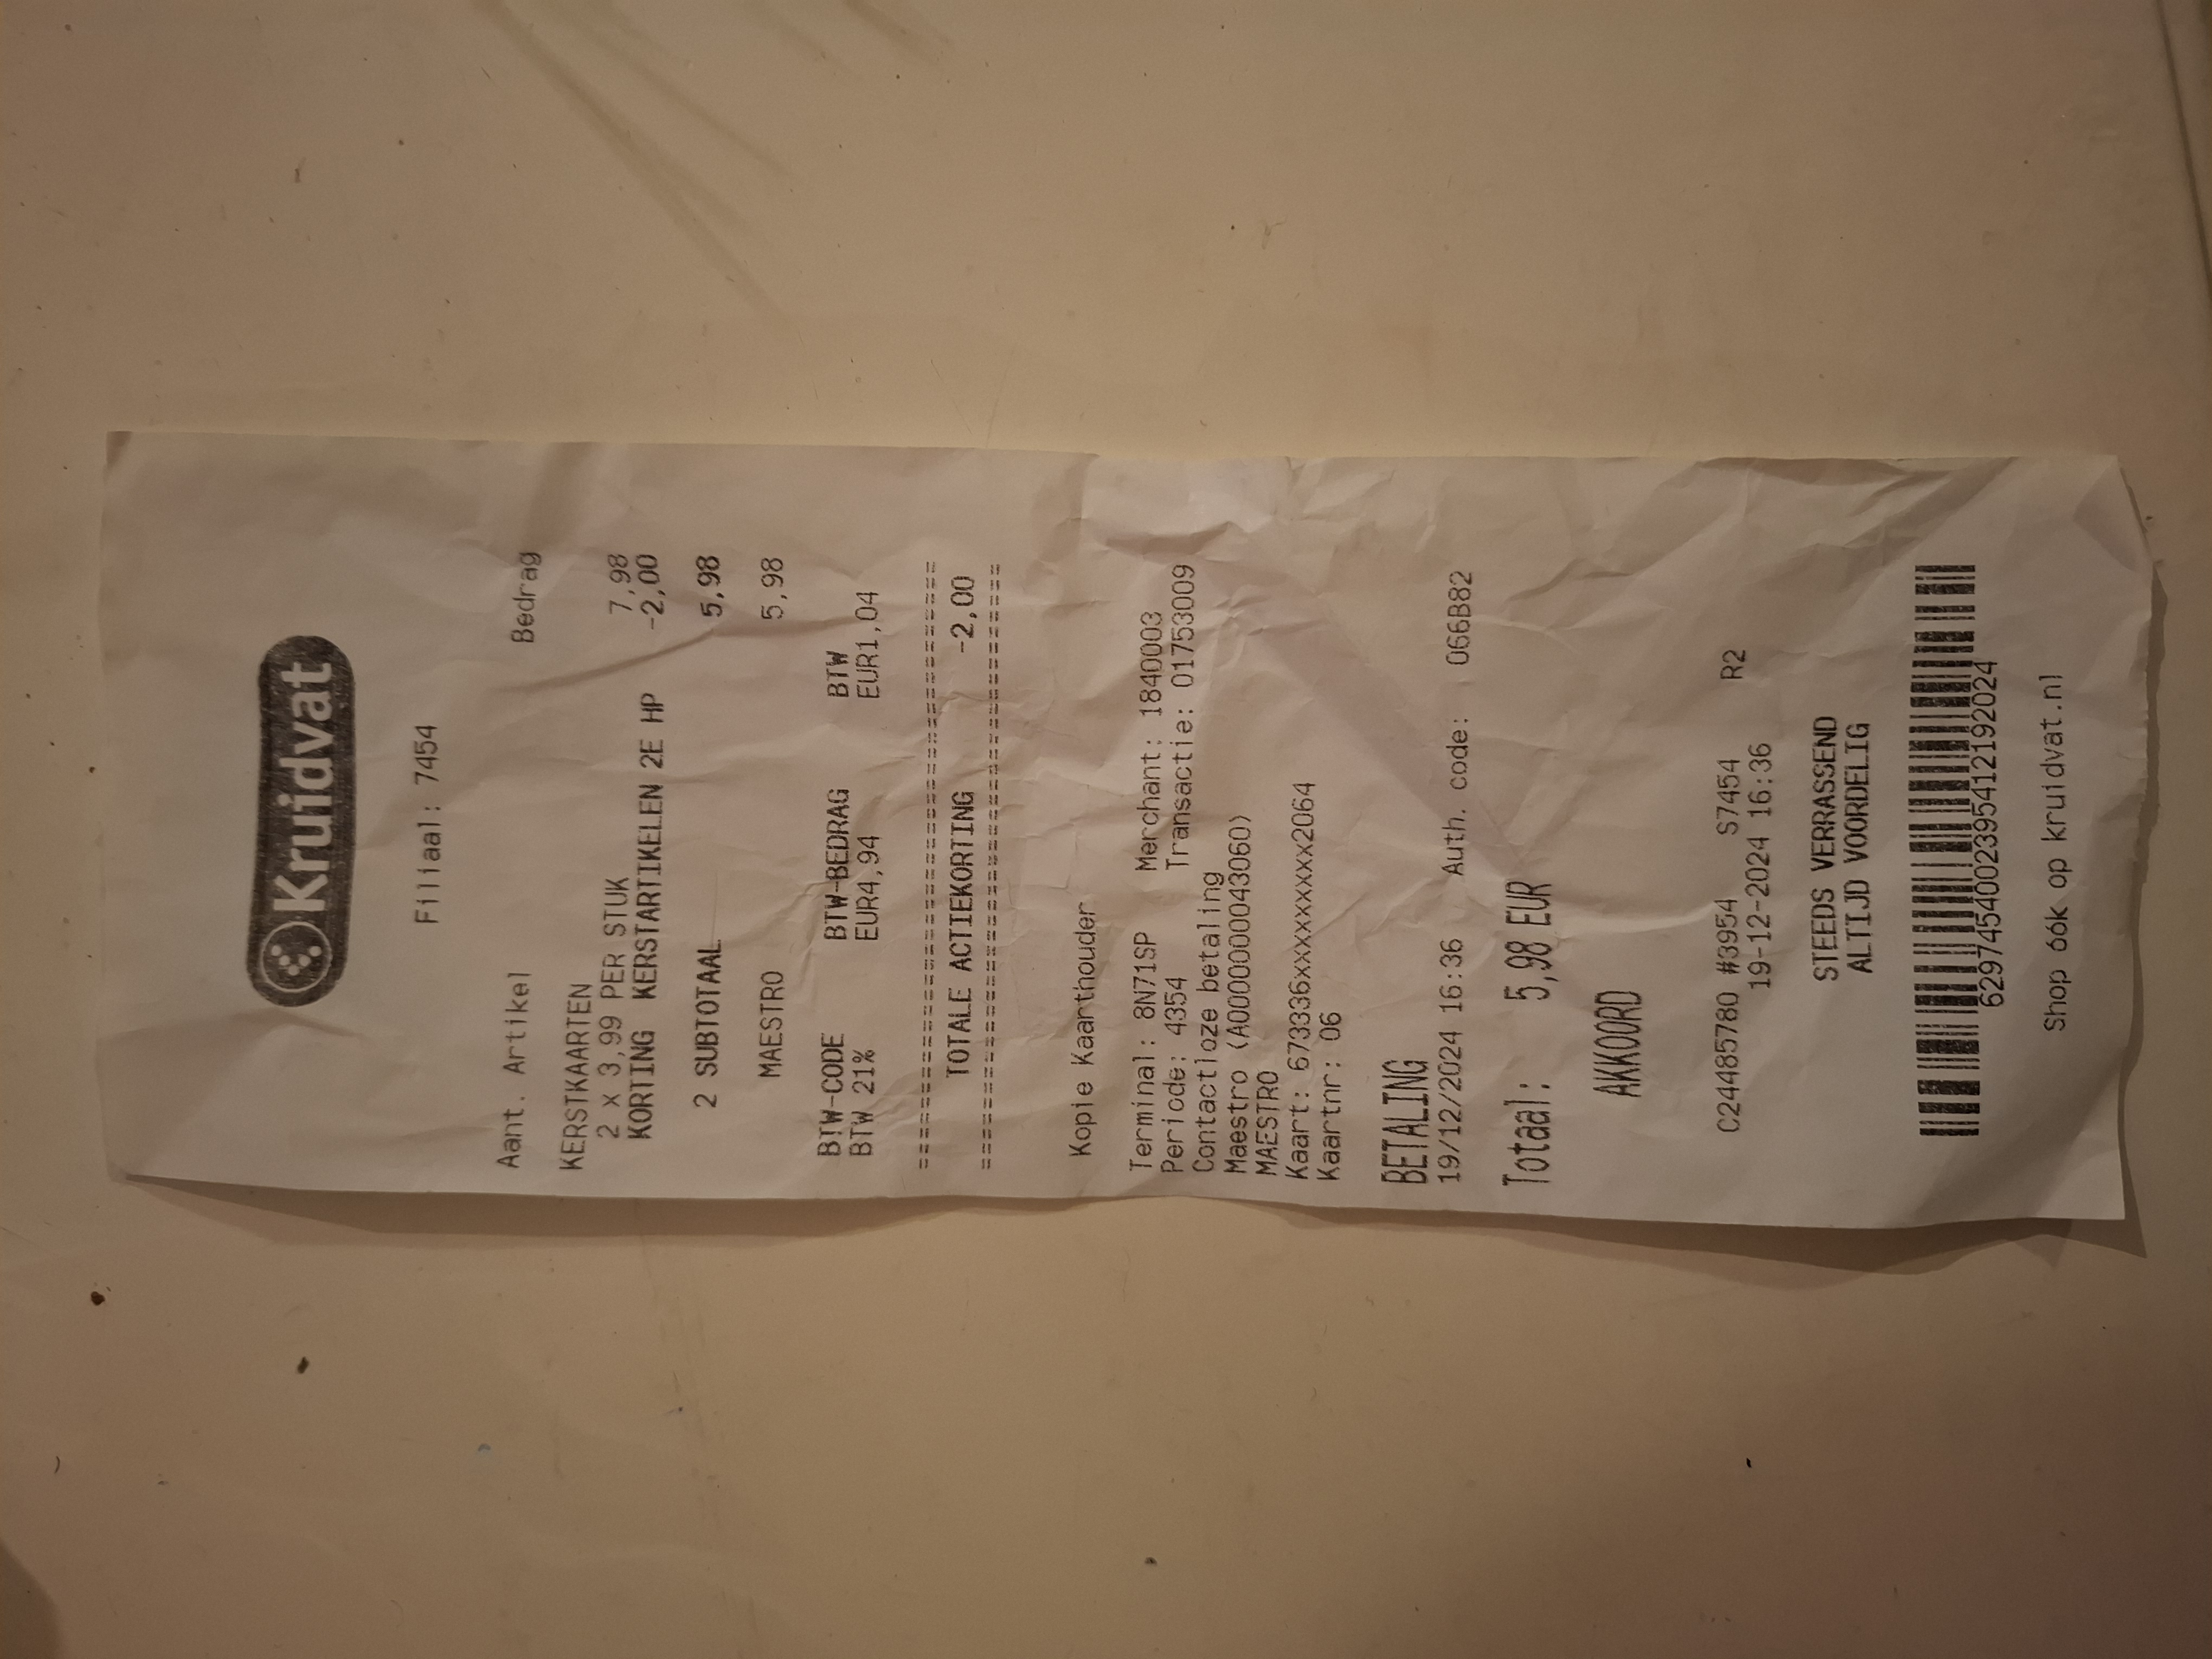 Kruidvat
Filiaal: 7454
Aant. Artikel Bedrag
KERSTKAARTEN
2 x 3,99 PER STUK 7,98
KORTING KERSTARTIKELEN 2E HP -2,00
2 SUBTOTAAL 5,98
MAESTRO 5,98
BTW-CODE BTW-BEDRAG BTW
BTW 21% EUR4,94 EUR1,04
========================================
TOTALE ACTIEKORTING -2,00
========================================
Kopie Kaarthouder
Terminal: 8N71SP Merchant: 1840003
Periode: 4354 Transactie: 01753009
Contactloze betaling
Maestro (A0000000043060)
MAESTRO
Kaart: 673336xxxxxxxxx2064
Kaartnr: 06
BETALING
19/12/2024 16:36 Auth. code: 066B82
Totaal: 5,98 EUR
AKKOORD
C24485780 #3954 S7454 R2
19-12-2024 16:36
STEEDS VERRASSEND
ALTIJD VOORDELIG
6297454002395412192024
Shop óók op kruidvat.nl